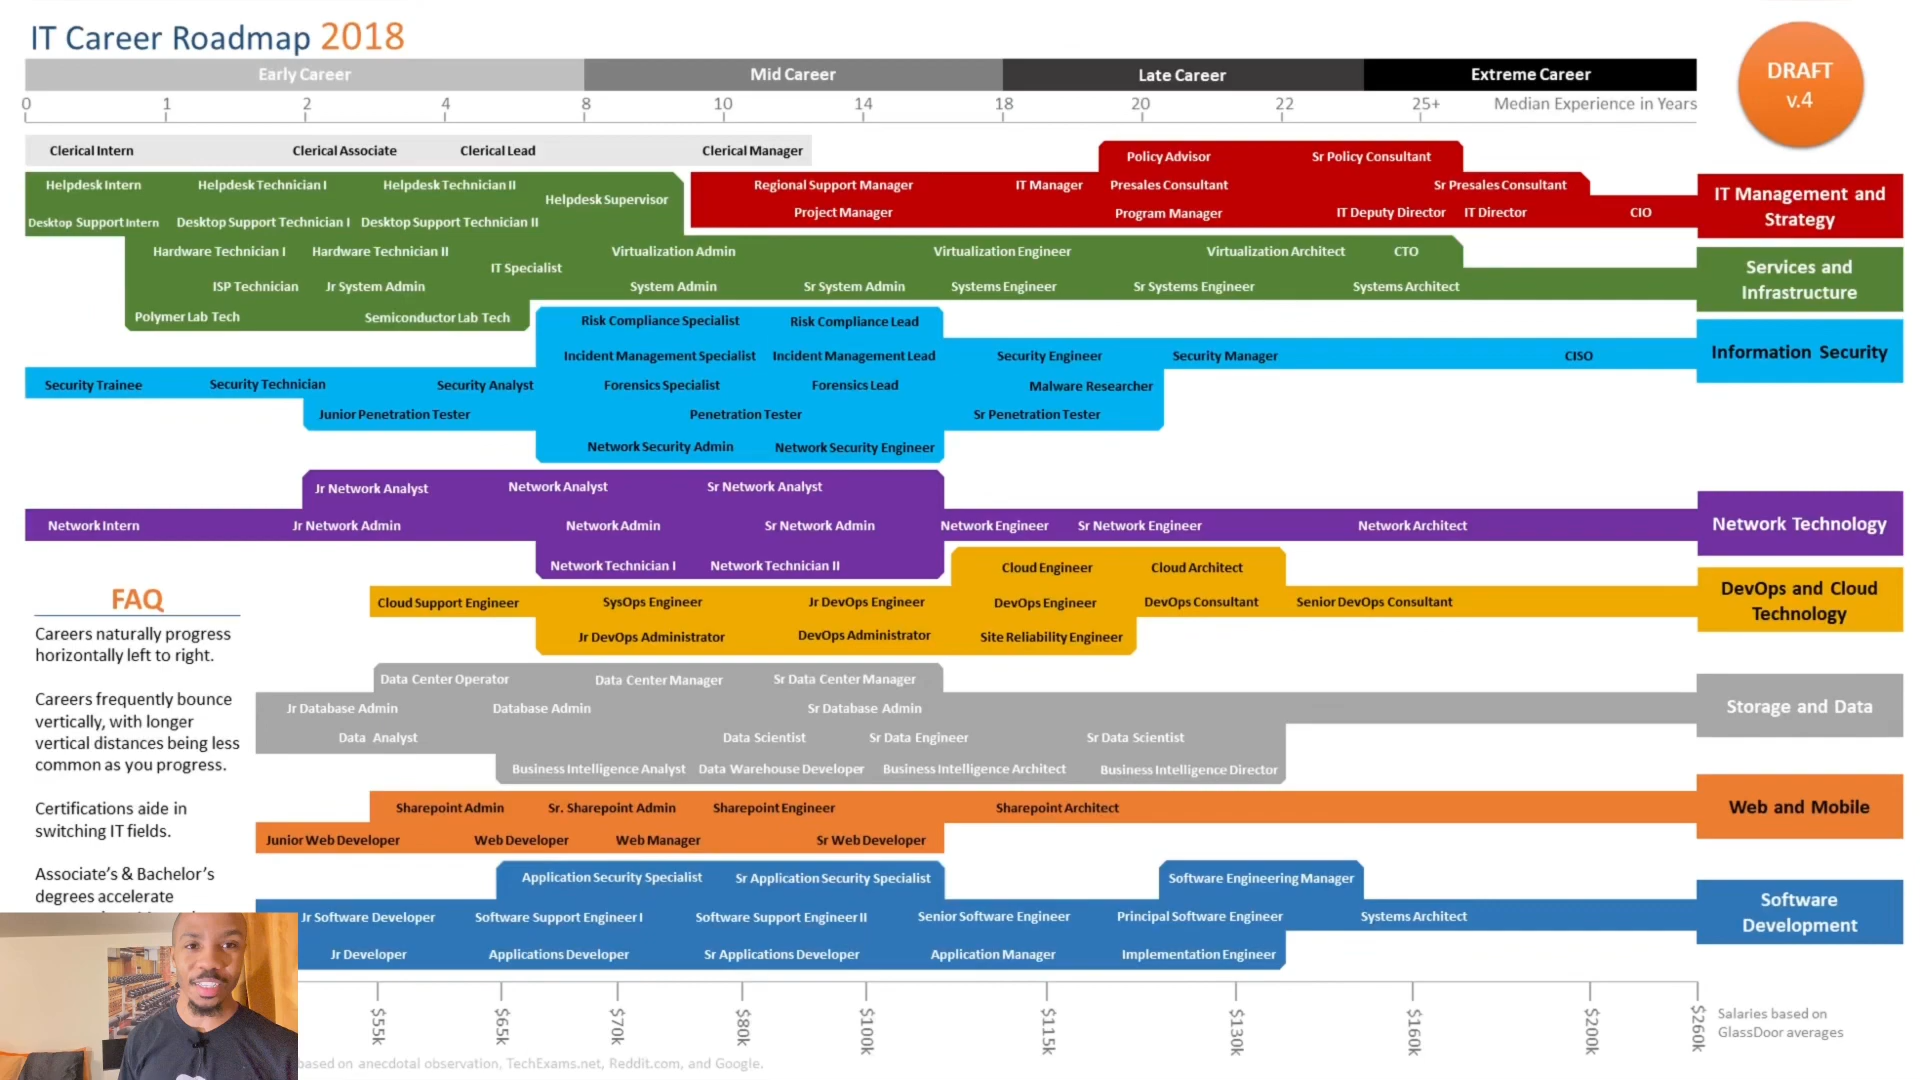 IT Career Roadmap 2018
DRAFT
v.4
Early Career Mid Career Late Career Extreme Career
0 1 2 4 8 10 14 18 20 22 25+ Median Experience in Years
Clerical Intern Clerical Associate Clerical Lead Clerical Manager
Policy Advisor Sr Policy Consultant
Helpdesk Intern Helpdesk Technician I Helpdesk Technician II
Helpdesk Supervisor
Desktop Support Intern Desktop Support Technician I Desktop Support Technician II
Regional Support Manager IT Manager Presales Consultant Sr Presales Consultant
Project Manager Program Manager IT Deputy Director IT Director CIO
IT Management and
Strategy
Hardware Technician I Hardware Technician II Virtualization Admin Virtualization Engineer Virtualization Architect CTO
IT Specialist
ISP Technician Jr System Admin System Admin Sr System Admin Systems Engineer Sr Systems Engineer Systems Architect
Polymer Lab Tech Semiconductor Lab Tech
Services and
Infrastructure
Risk Compliance Specialist Risk Compliance Lead
Incident Management Specialist Incident Management Lead Security Engineer Security Manager CISO
Security Trainee Security Technician Security Analyst Forensics Specialist Forensics Lead Malware Researcher
Junior Penetration Tester Penetration Tester Sr Penetration Tester
Network Security Admin Network Security Engineer
Information Security
Jr Network Analyst Network Analyst Sr Network Analyst
Network Intern Jr Network Admin Network Admin Sr Network Admin Network Engineer Sr Network Engineer Network Architect
Network Technician I Network Technician II
Network Technology
Cloud Engineer Cloud Architect
Cloud Support Engineer SysOps Engineer Jr DevOps Engineer DevOps Engineer DevOps Consultant Senior DevOps Consultant
Jr DevOps Administrator DevOps Administrator Site Reliability Engineer
DevOps and Cloud
Technology
Data Center Operator Data Center Manager Sr Data Center Manager
Jr Database Admin Database Admin Sr Database Admin
Data Analyst Data Scientist Sr Data Engineer Sr Data Scientist
Business Intelligence Analyst Data Warehouse Developer Business Intelligence Architect Business Intelligence Director
Storage and Data
Sharepoint Admin Sr. Sharepoint Admin Sharepoint Engineer Sharepoint Architect
Junior Web Developer Web Developer Web Manager Sr Web Developer
Web and Mobile
Application Security Specialist Sr Application Security Specialist Software Engineering Manager
Jr Software Developer Software Support Engineer I Software Support Engineer II Senior Software Engineer Principal Software Engineer Systems Architect
Jr Developer Applications Developer Sr Applications Developer Application Manager Implementation Engineer
Software
Development
FAQ
Careers naturally progress
horizontally left to right.
Careers frequently bounce
vertically, with longer
vertical distances being less
common as you progress.
Certifications aide in
switching IT fields.
Associate's & Bachelor's
degrees accelerate
$55k $65k $70k $80k $100k $115k $130k $160k $200k $260k
Salaries based on
GlassDoor averages
based on anecdotal observation, TechExams.net, Reddit.com, and Google.